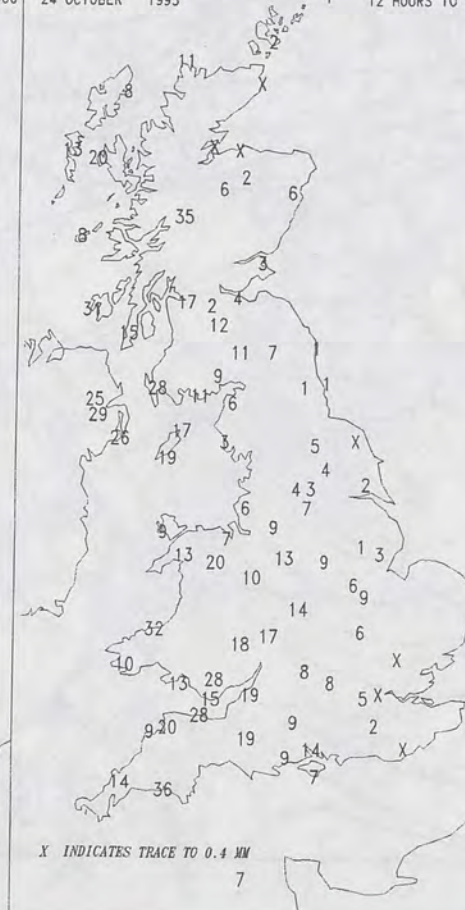 24 OCTOBER 1995 12 HOURS TO
2
11
8 X
3 20 X X
2
6 6
35
8
3
31 17 2 4
15 12
11 7 1
9
28 11 6 1 1
25
29
26 17 3 5 X
19 4
4 3 2
6 7
9 7 9
13 20 13 9 1 3
10 6
9
14
32 18 17 6
10 X
13 28 8 8
15 19 5 X
28
9 20 9 2
19 14 X
9
14 36 7
X INDICATES TRACE TO 0.4 MM
7